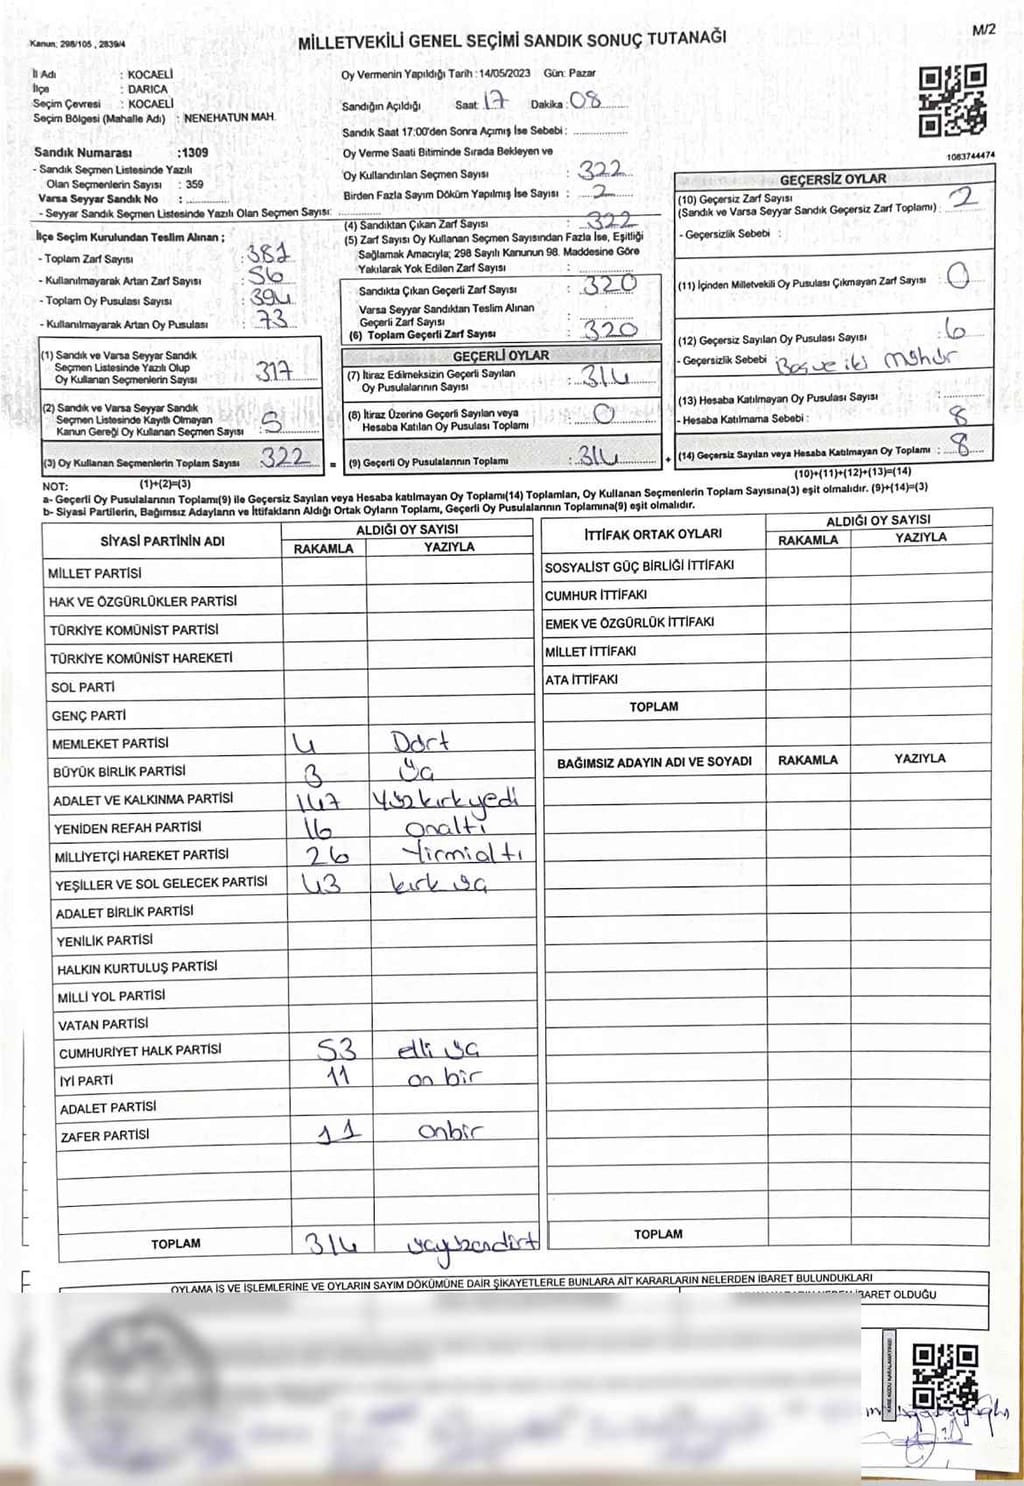 Kanun: 298/105 , 2839/4
MİLLETVEKİLİ GENEL SEÇİMİ SANDIK SONUÇ TUTANAĞI
M/2
İl Adı : KOCAELİ
İlçe : DARICA
Seçim Çevresi : KOCAELİ
Seçim Bölgesi (Mahalle Adı) : NENEHATUN MAH.
Oy Vermenin Yapıldığı Tarih : 14/05/2023 Gün: Pazar
Sandığın Açıldığı Saat: 17 Dakika : 08
Sandık Saat 17:00'den Sonra Açımış İse Sebebi :
Sandık Numarası :1309
- Sandık Seçmen Listesinde Yazılı
Olan Seçmenlerin Sayısı : 359
Varsa Seyyar Sandık No :
- Seyyar Sandık Seçmen Listesinde Yazılı Olan Seçmen Sayısı:
Oy Verme Saati Bitiminde Sırada Bekleyen ve
Oy Kullandırılan Seçmen Sayısı : 322
Birden Fazla Sayım Döküm Yapılmış İse Sayısı : 2
1083744474
İlçe Seçim Kurulundan Teslim Alınan ;
- Toplam Zarf Sayısı : 382
- Kullanılmayarak Artan Zarf Sayısı : 56
- Toplam Oy Pusulası Sayısı : 394
- Kullanılmayarak Artan Oy Pusulası : 73
(4) Sandıktan Çıkan Zarf Sayısı : 322
(5) Zarf Sayısı Oy Kullanan Seçmen Sayısından Fazla İse, Eşitliği
Sağlamak Amacıyla; 298 Sayılı Kanunun 98. Maddesine Göre
Yakılarak Yok Edilen Zarf Sayısı :
Sandıkta Çıkan Geçerli Zarf Sayısı : 320
Varsa Seyyar Sandıktan Teslim Alınan
Geçerli Zarf Sayısı :
(6) Toplam Geçerli Zarf Sayısı : 320
GEÇERSİZ OYLAR
(10) Geçersiz Zarf Sayısı
(Sandık ve Varsa Seyyar Sandık Geçersiz Zarf Toplamı) : 2
- Geçersizlik Sebebi :
(11) İçinden Milletvekili Oy Pusulası Çıkmayan Zarf Sayısı : 0
(12) Geçersiz Sayılan Oy Pusulası Sayısı : 6
- Geçersizlik Sebebi : Boş ve iki Mühür
(13) Hesaba Katılmayan Oy Pusulası Sayısı :
- Hesaba Katılmama Sebebi : 8
(14) Geçersiz Sayılan veya Hesaba Katılmayan Oy Toplamı : 8
(10)+(11)+(12)+(13)=(14)
(1) Sandık ve Varsa Seyyar Sandık
Seçmen Listesinde Yazılı Olup
Oy Kullanan Seçmenlerin Sayısı : 317
(2) Sandık ve Varsa Seyyar Sandık
Seçmen Listesinde Kayıtlı Olmayan
Kanun Gereği Oy Kullanan Seçmen Sayısı : 5
(3) Oy Kullanan Seçmenlerin Toplam Sayısı : 322
GEÇERLİ OYLAR
(7) İtiraz Edilmeksizin Geçerli Sayılan
Oy Pusulalarının Sayısı : 314
(8) İtiraz Üzerine Geçerli Sayılan veya
Hesaba Katılan Oy Pusulası Toplamı : 0
= (9) Geçerli Oy Pusulalarının Toplamı : 314 +
NOT: (1)+(2)=(3)
a- Geçerli Oy Pusulalarının Toplamı(9) ile Geçersiz Sayılan veya Hesaba katılmayan Oy Toplamı(14) Toplamları, Oy Kullanan Seçmenlerin Toplam Sayısına(3) eşit olmalıdır. (9)+(14)=(3)
b- Siyasi Partilerin, Bağımsız Adayların ve İttifakların Aldığı Ortak Oyların Toplamı, Geçerli Oy Pusulalarının Toplamına(9) eşit olmalıdır.
SİYASİ PARTİNİN ADI ALDIĞI OY SAYISI
RAKAMLA YAZIYLA
MİLLET PARTİSİ
HAK VE ÖZGÜRLÜKLER PARTİSİ
TÜRKİYE KOMÜNİST PARTİSİ
TÜRKİYE KOMÜNİST HAREKETİ
SOL PARTİ
GENÇ PARTİ
MEMLEKET PARTİSİ 4 Dört
BÜYÜK BİRLİK PARTİSİ 3 Üç
ADALET VE KALKINMA PARTİSİ 147 Yüzkırkyedi
YENİDEN REFAH PARTİSİ 16 onaltı
MİLLİYETÇİ HAREKET PARTİSİ 26 Yirmialtı
YEŞİLLER VE SOL GELECEK PARTİSİ 43 kırk üç
ADALET BİRLİK PARTİSİ
YENİLİK PARTİSİ
HALKIN KURTULUŞ PARTİSİ
MİLLİ YOL PARTİSİ
VATAN PARTİSİ
CUMHURİYET HALK PARTİSİ 53 elli üç
İYİ PARTİ 11 on bir
ADALET PARTİSİ
ZAFER PARTİSİ 11 onbir
TOPLAM 314 üçyüzondört
İTTİFAK ORTAK OYLARI ALDIĞI OY SAYISI
RAKAMLA YAZIYLA
SOSYALİST GÜÇ BİRLİĞİ İTTİFAKI
CUMHUR İTTİFAKI
EMEK VE ÖZGÜRLÜK İTTİFAKI
MİLLET İTTİFAKI
ATA İTTİFAKI
TOPLAM
BAĞIMSIZ ADAYIN ADI VE SOYADI RAKAMLA YAZIYLA
TOPLAM
OYLAMA İŞ VE İŞLEMLERİNE VE OYLARIN SAYIM DÖKÜMÜNE DAİR ŞİKAYETLERLE BUNLARA AİT KARARLARIN NELERDEN İBARET BULUNDUKLARI
İBARET OLDUĞU